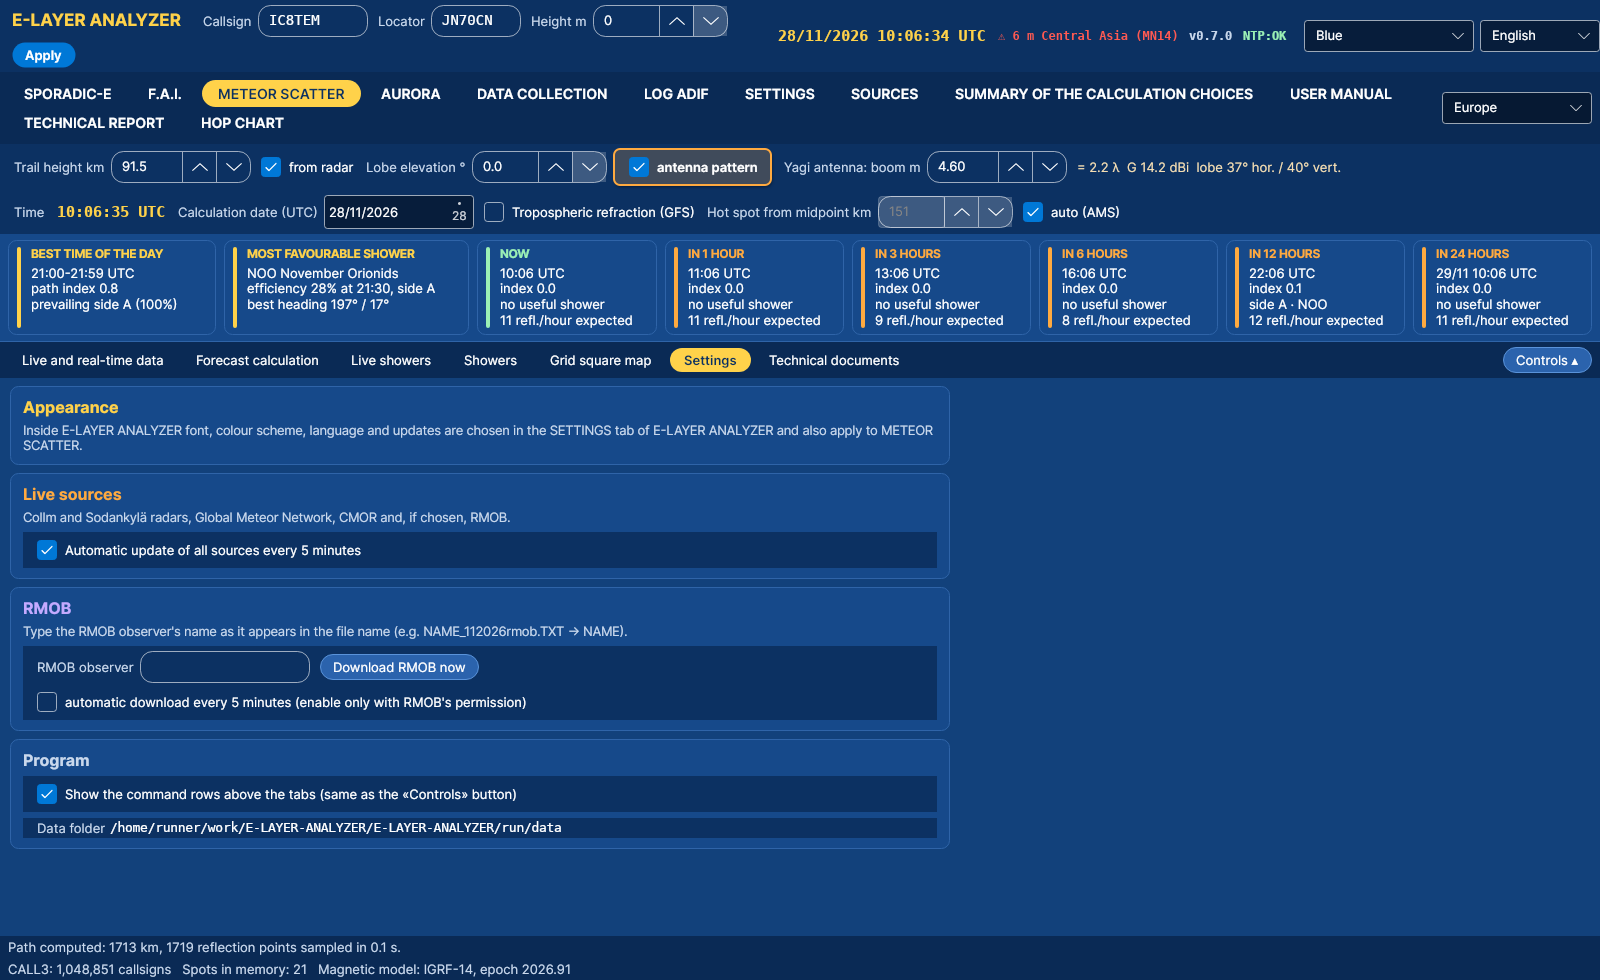 E-LAYER ANALYZER Callsign IC8TEM Locator JN70CN Height m 0
28/11/2026 10:06:34 UTC ⚠ 6 m Central Asia (MN14) v0.7.0 NTP:OK Blue English
Apply
SPORADIC-E F.A.I. METEOR SCATTER AURORA DATA COLLECTION LOG ADIF SETTINGS SOURCES SUMMARY OF THE CALCULATION CHOICES USER MANUAL
TECHNICAL REPORT HOP CHART
Europe
Trail height km 91.5 from radar Lobe elevation ° 0.0 antenna pattern Yagi antenna: boom m 4.60 = 2.2 λ G 14.2 dBi lobe 37° hor. / 40° vert.
Time 10:06:35 UTC Calculation date (UTC) 28/11/2026 28 Tropospheric refraction (GFS) Hot spot from midpoint km 151 auto (AMS)
BEST TIME OF THE DAY
21:00-21:59 UTC
path index 0.8
prevailing side A (100%)
MOST FAVOURABLE SHOWER
NOO November Orionids
efficiency 28% at 21:30, side A
best heading 197° / 17°
NOW
10:06 UTC
index 0.0
no useful shower
11 refl./hour expected
IN 1 HOUR
11:06 UTC
index 0.0
no useful shower
11 refl./hour expected
IN 3 HOURS
13:06 UTC
index 0.0
no useful shower
9 refl./hour expected
IN 6 HOURS
16:06 UTC
index 0.0
no useful shower
8 refl./hour expected
IN 12 HOURS
22:06 UTC
index 0.1
side A · NOO
12 refl./hour expected
IN 24 HOURS
29/11 10:06 UTC
index 0.0
no useful shower
11 refl./hour expected
Live and real-time data Forecast calculation Live showers Showers Grid square map Settings Technical documents Controls ▴
Appearance
Inside E-LAYER ANALYZER font, colour scheme, language and updates are chosen in the SETTINGS tab of E-LAYER ANALYZER and also apply to METEOR
SCATTER.
Live sources
Collm and Sodankylä radars, Global Meteor Network, CMOR and, if chosen, RMOB.
Automatic update of all sources every 5 minutes
RMOB
Type the RMOB observer's name as it appears in the file name (e.g. NAME_112026rmob.TXT → NAME).
RMOB observer Download RMOB now
automatic download every 5 minutes (enable only with RMOB's permission)
Program
Show the command rows above the tabs (same as the «Controls» button)
Data folder /home/runner/work/E-LAYER-ANALYZER/E-LAYER-ANALYZER/run/data
Path computed: 1713 km, 1719 reflection points sampled in 0.1 s.
CALL3: 1,048,851 callsigns Spots in memory: 21 Magnetic model: IGRF-14, epoch 2026.91